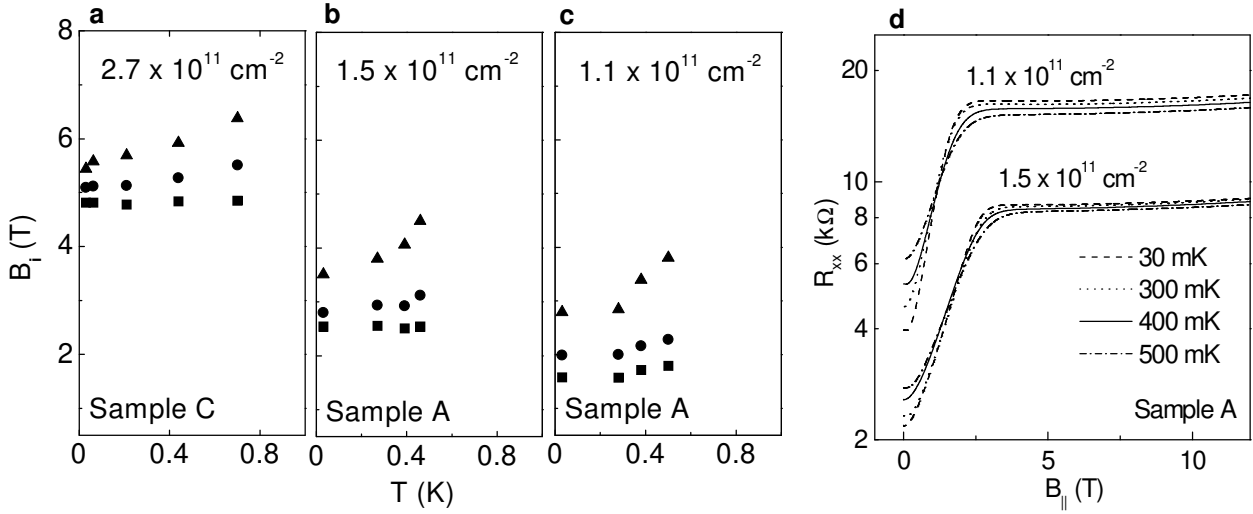 a
8
6
4
2
B_i (T)
2.7 x 10^11 cm^-2
Sample C
0
0.4
0.8
b
1.5 x 10^11 cm^-2
Sample A
0
0.4
0.8
T (K)
c
1.1 x 10^11 cm^-2
Sample A
0
0.4
0.8
d
20
10
8
6
4
2
R_xx (kΩ)
1.1 x 10^11 cm^-2
1.5 x 10^11 cm^-2
30 mK
300 mK
400 mK
500 mK
Sample A
0
5
10
B_|| (T)